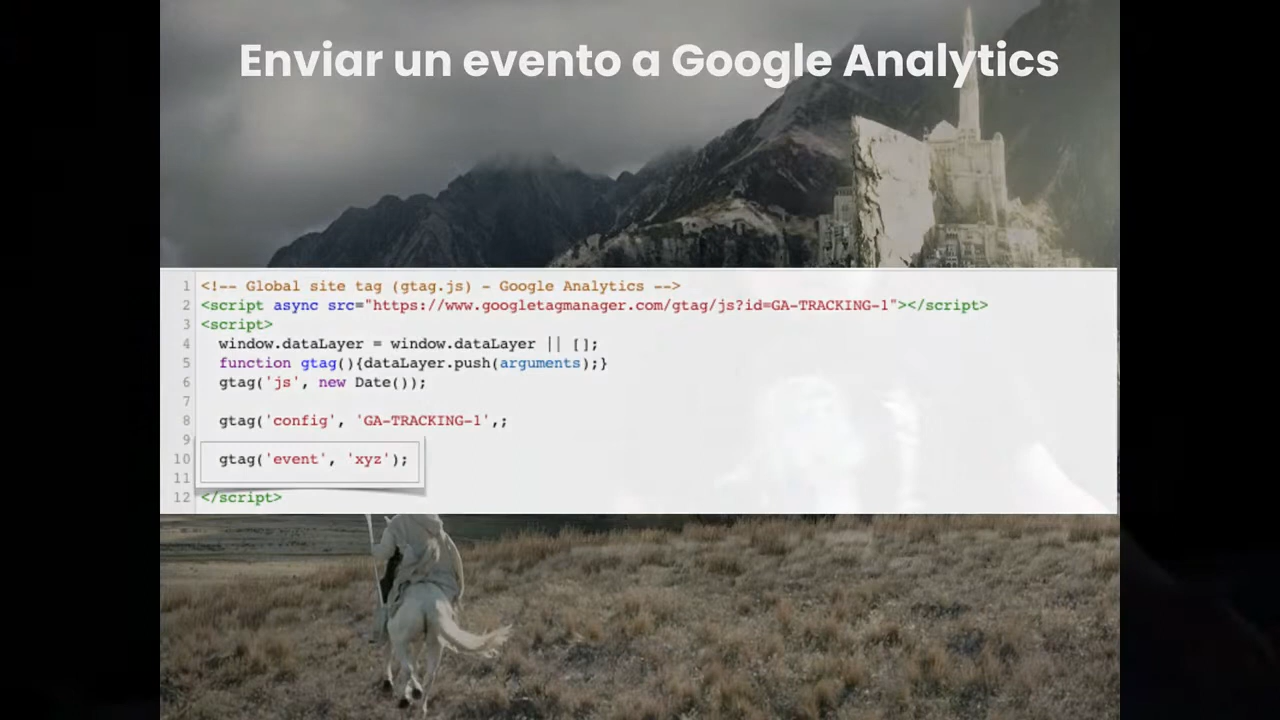 Enviar un evento a Google Analytics
1 <!-- Global site tag (gtag.js) - Google Analytics -->
2 <script async src="https://www.googletagmanager.com/gtag/js?id=GA-TRACKING-1"></script>
3 <script>
4 window.dataLayer = window.dataLayer || [];
5 function gtag(){dataLayer.push(arguments);}
6 gtag('js', new Date());
7
8 gtag('config', 'GA-TRACKING-1',;
9
10 gtag('event', 'xyz');
11
12 </script>